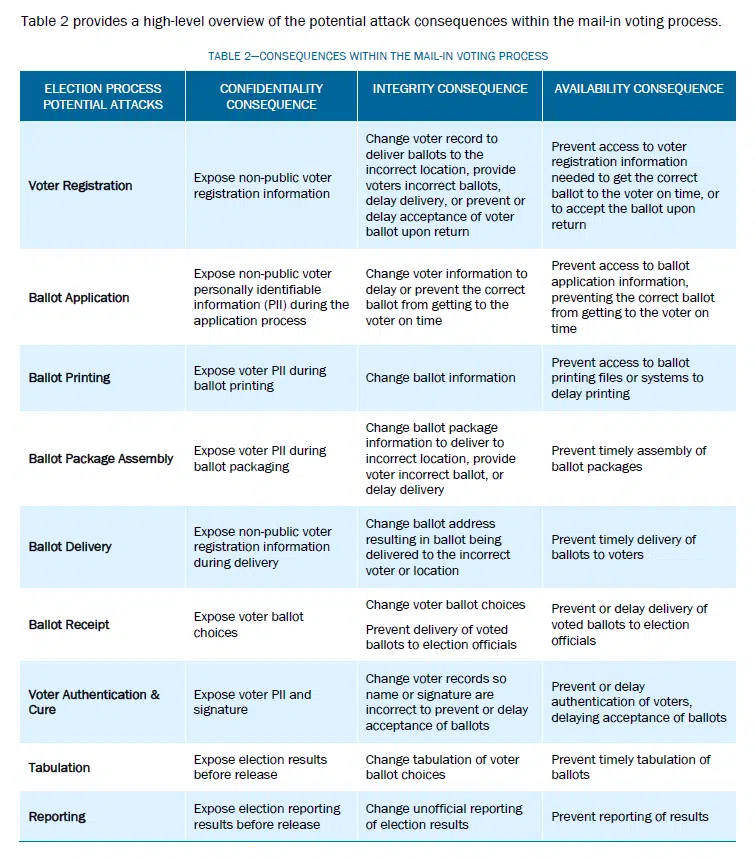 Table 2 provides a high-level overview of the potential attack consequences within the mail-in voting process.
TABLE 2—CONSEQUENCES WITHIN THE MAIL-IN VOTING PROCESS
ELECTION PROCESS
POTENTIAL ATTACKS
CONFIDENTIALITY
CONSEQUENCE
INTEGRITY CONSEQUENCE
AVAILABILITY CONSEQUENCE
Voter Registration
Expose non-public voter
registration information
Change voter record to
deliver ballots to the
incorrect location, provide
voters incorrect ballots,
delay delivery, or prevent or
delay acceptance of voter
ballot upon return
Prevent access to voter
registration information
needed to get the correct
ballot to the voter on time, or
to accept the ballot upon
return
Ballot Application
Expose non-public voter
personally identifiable
information (PII) during the
application process
Change voter information to
delay or prevent the correct
ballot from getting to the
voter on time
Prevent access to ballot
application information,
preventing the correct ballot
from getting to the voter on
time
Ballot Printing
Expose voter PII during
ballot printing
Change ballot information
Prevent access to ballot
printing files or systems to
delay printing
Ballot Package Assembly
Expose voter PII during
ballot packaging
Change ballot package
information to deliver to
incorrect location, provide
voter incorrect ballot, or
delay delivery
Prevent timely assembly of
ballot packages
Ballot Delivery
Expose non-public voter
registration information
during delivery
Change ballot address
resulting in ballot being
delivered to the incorrect
voter or location
Prevent timely delivery of
ballots to voters
Ballot Receipt
Expose voter ballot
choices
Change voter ballot choices
Prevent delivery of voted
ballots to election officials
Prevent or delay delivery of
voted ballots to election
officials
Voter Authentication &
Cure
Expose voter PII and
signature
Change voter records so
name or signature are
incorrect to prevent or delay
acceptance of ballots
Prevent or delay
authentication of voters,
delaying acceptance of ballots
Tabulation
Expose election results
before release
Change tabulation of voter
ballot choices
Prevent timely tabulation of
ballots
Reporting
Expose election reporting
results before release
Change unofficial reporting
of election results
Prevent reporting of results